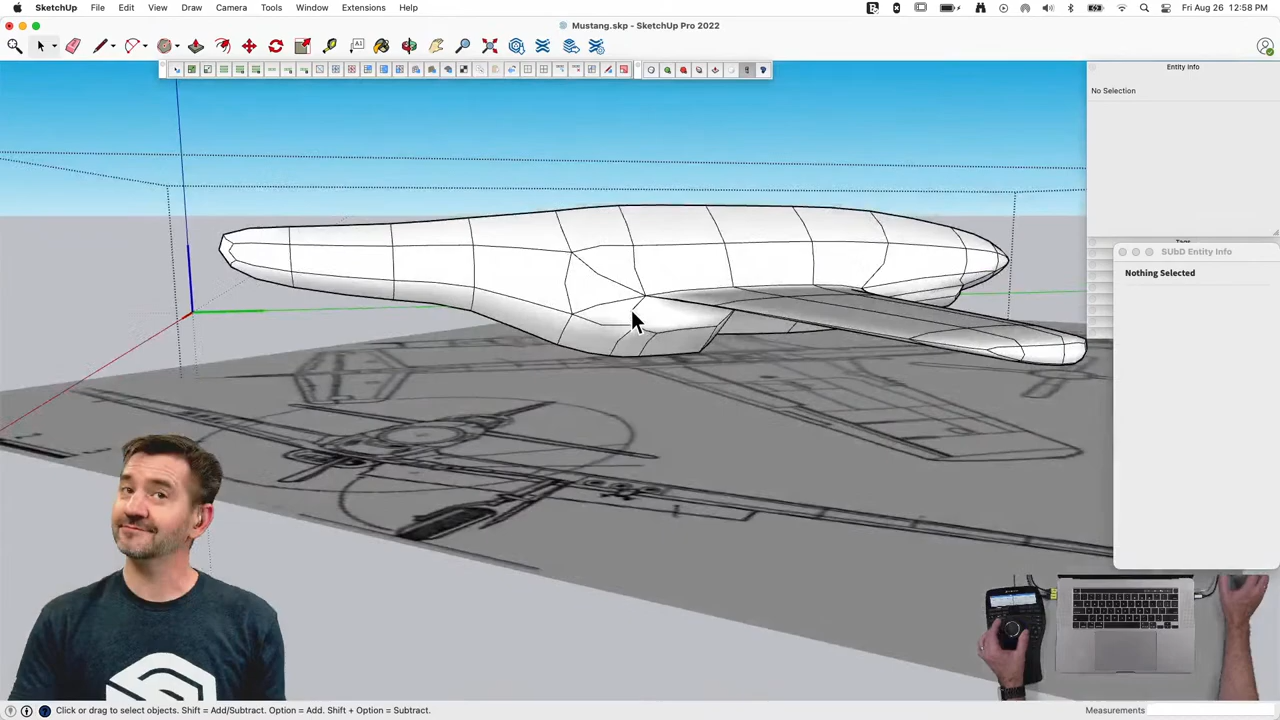 SketchUp File Edit View Draw Camera Tools Window Extensions Help
Fri Aug 26 12:58 PM
Mustang.skp - SketchUp Pro 2022
Entity Info
No Selection
Tags
SUbD Entity Info
Nothing Selected
Click or drag to select objects. Shift = Add/Subtract. Option = Add. Shift + Option = Subtract.
Measurements